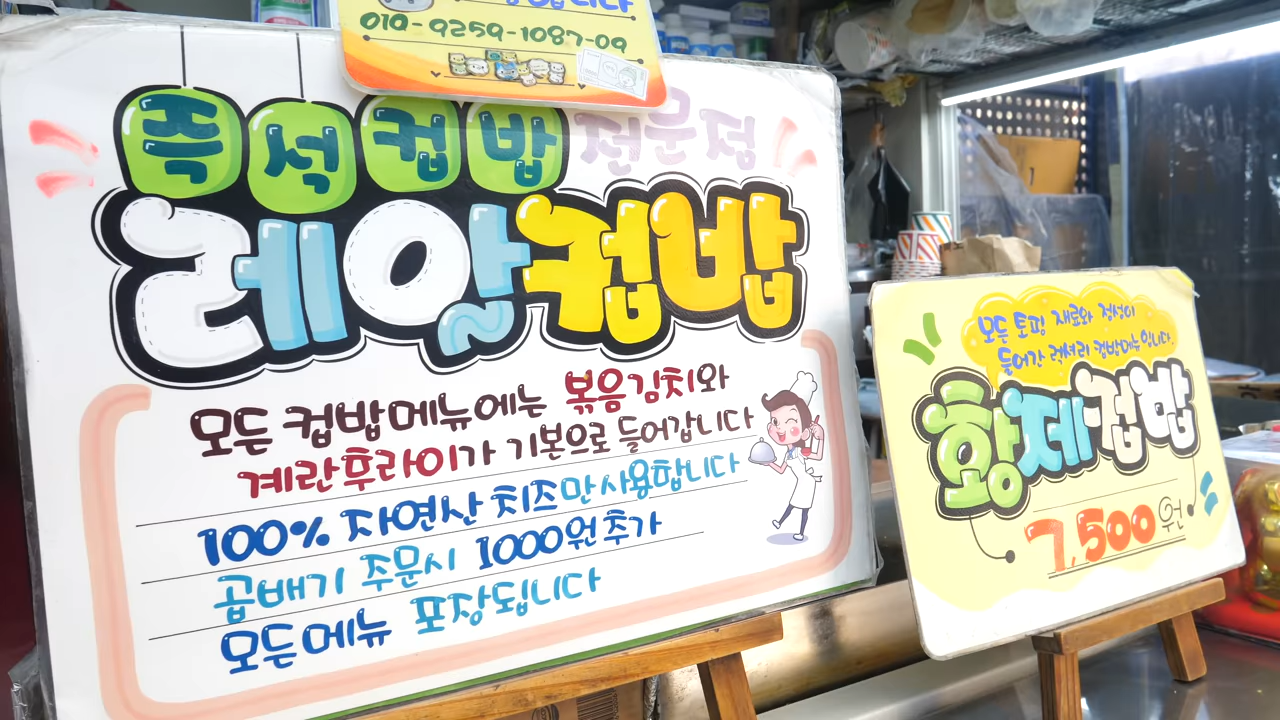 010-9259-1087-09
즉석컵밥 전문점
레알컵밥
모든 컵밥메뉴에는 볶음김치와
계란후라이가 기본으로 들어갑니다
100% 자연산 치즈만 사용합니다
곱배기 주문시 1000원 추가
모든메뉴 포장됩니다
모든 토핑 재료와 정성이
들어간 럭셔리 컵밥메뉴입니다.
황제컵밥
7,500원